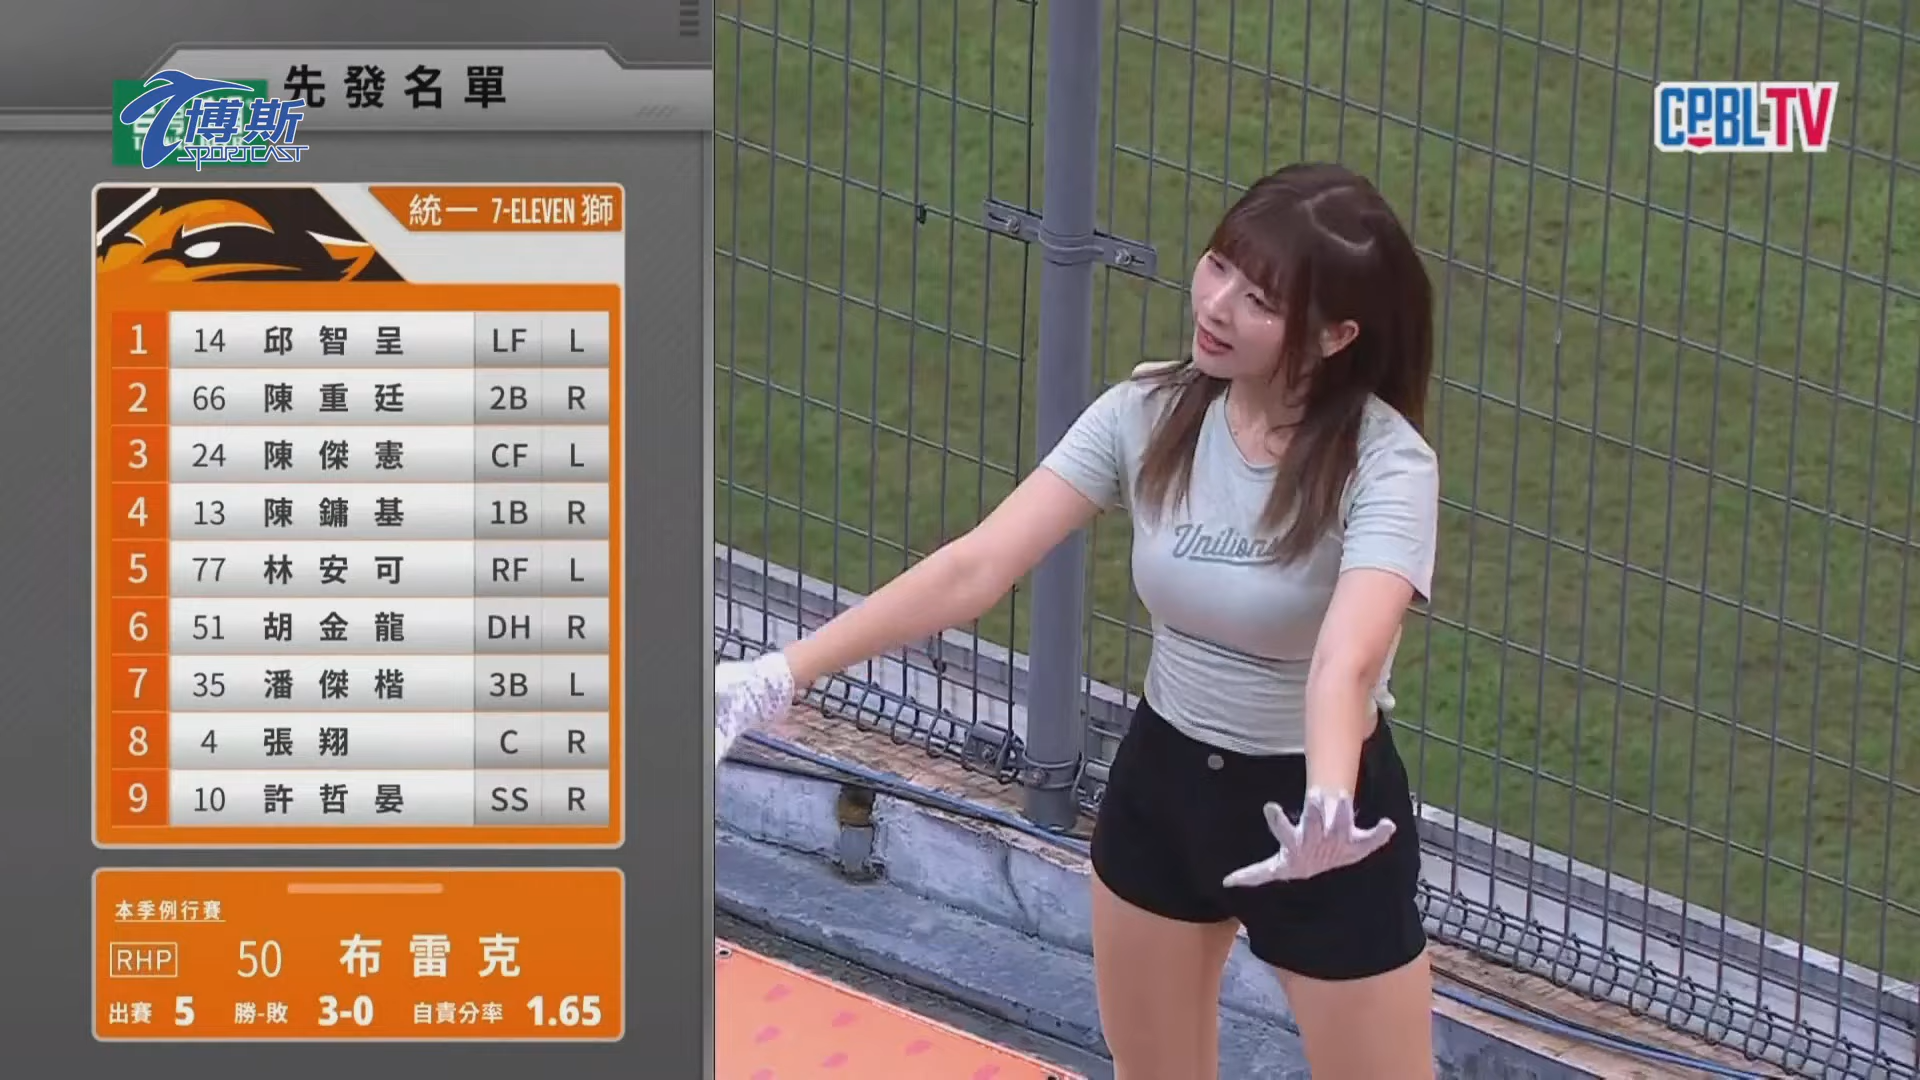 先發名單
博斯
SPORTCAST
CPBLTV
統一 7-ELEVEN 獅
1 14 邱智呈 LF L
2 66 陳重廷 2B R
3 24 陳傑憲 CF L
4 13 陳鏞基 1B R
5 77 林安可 RF L
6 51 胡金龍 DH R
7 35 潘傑楷 3B L
8 4 張翔 C R
9 10 許哲晏 SS R
本季例行賽
RHP 50 布雷克
出賽 5 勝-敗 3-0 自責分率 1.65
Unilions